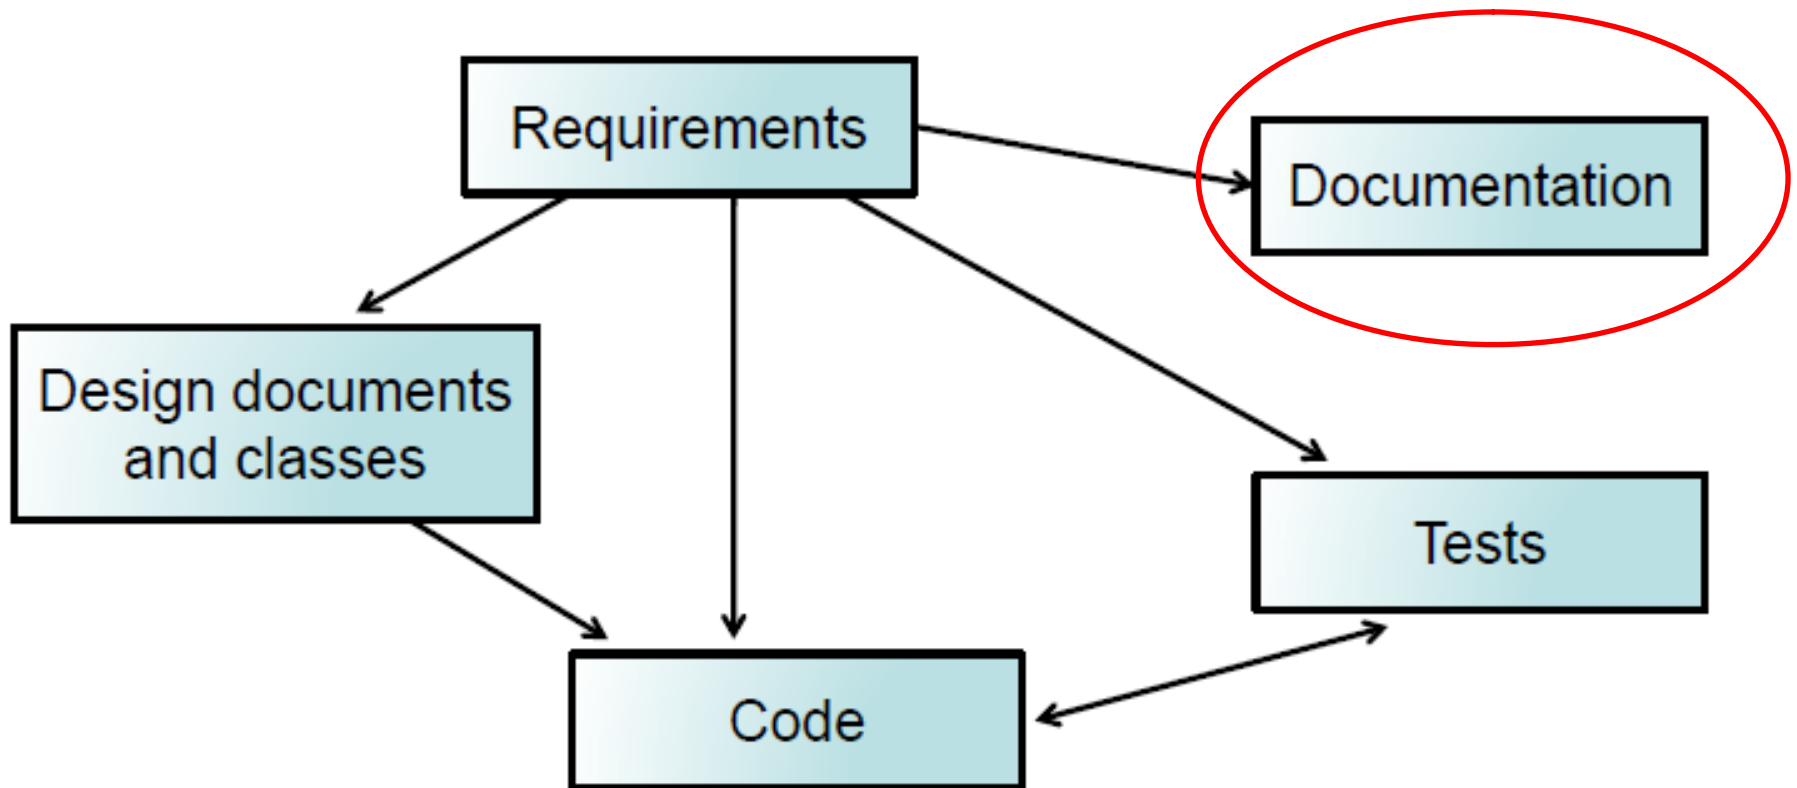 Requirements
Documentation
Design documents
and classes
Tests
Code